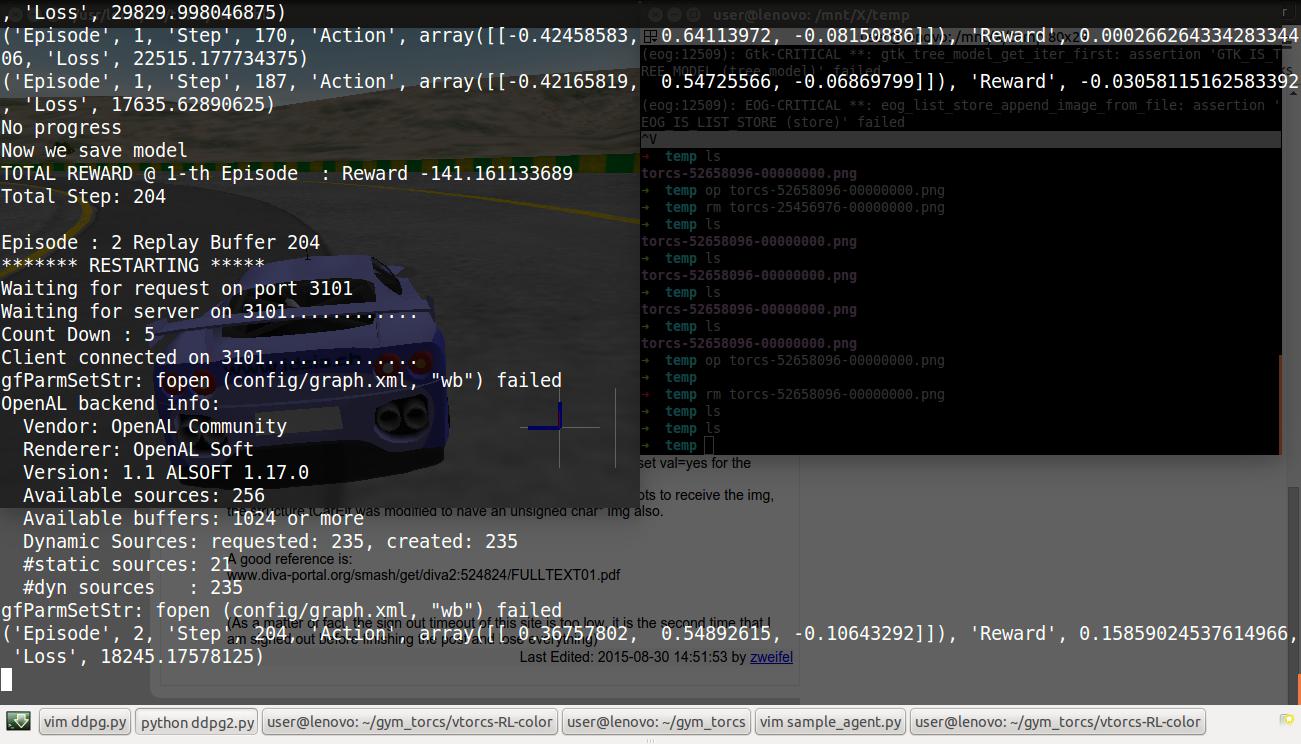 , 'Loss', 29829.998046875)
('Episode', 1, 'Step', 170, 'Action', array([[-0.42458583,  0.64113972, -0.08150886]]), 'Reward', 0.0002662643342833444
06, 'Loss', 22515.177734375)
('Episode', 1, 'Step', 187, 'Action', array([[-0.42165819,  0.54725566, -0.06869799]]), 'Reward', -0.030581151625833392
, 'Loss', 17635.62890625)
No progress
Now we save model
TOTAL REWARD @ 1-th Episode  : Reward -141.161133689
Total Step: 204
Episode : 2 Replay Buffer 204
******* RESTARTING *****
Waiting for request on port 3101
Waiting for server on 3101............
Count Down : 5
Client connected on 3101..............
gfParmSetStr: fopen (config/graph.xml, "wb") failed
OpenAL backend info:
  Vendor: OpenAL Community
  Renderer: OpenAL Soft
  Version: 1.1 ALSOFT 1.17.0
  Available sources: 256
  Available buffers: 1024 or more
  Dynamic Sources: requested: 235, created: 235
  #static sources: 21
  #dyn sources   : 235
gfParmSetStr: fopen (config/graph.xml, "wb") failed
('Episode', 2, 'Step', 204, 'Action', array([[ 0.36757802,  0.54892615, -0.10643292]]), 'Reward', 0.15859024537614966,
 'Loss', 18245.17578125)
user@lenovo: /mnt/X/temp
(eog:12509): Gtk-CRITICAL **: gtk_tree_model_get_iter_first: assertion 'GTK_IS_T
REE_MODEL (tree_model)' failed
(eog:12509): EOG-CRITICAL **: eog_list_store_append_image_from_file: assertion '
EOG_IS_LIST_STORE (store)' failed
^V
→ temp ls
torcs-52658096-00000000.png
→ temp op torcs-52658096-00000000.png
→ temp rm torcs-25456976-00000000.png
→ temp ls
torcs-52658096-00000000.png
→ temp ls
torcs-52658096-00000000.png
→ temp ls
torcs-52658096-00000000.png
→ temp ls
torcs-52658096-00000000.png
→ temp op torcs-52658096-00000000.png
→ temp
→ temp rm torcs-52658096-00000000.png
→ temp ls
→ temp ls
→ temp
set val=yes for the
ots to receive the img,
the structure tCarElt was modified to have an unsigned char* img also.
A good reference is:
www.diva-portal.org/smash/get/diva2:524824/FULLTEXT01.pdf
(As a matter of fact, the sign out timeout of this site is too low, it is the second time that I
am signed out before finishing the post and lose everything)
Last Edited: 2015-08-30 14:51:53 by zweifel
vim ddpg.py
python ddpg2.py
user@lenovo: ~/gym_torcs/vtorcs-RL-color
user@lenovo: ~/gym_torcs
vim sample_agent.py
user@lenovo: ~/gym_torcs/vtorcs-RL-color